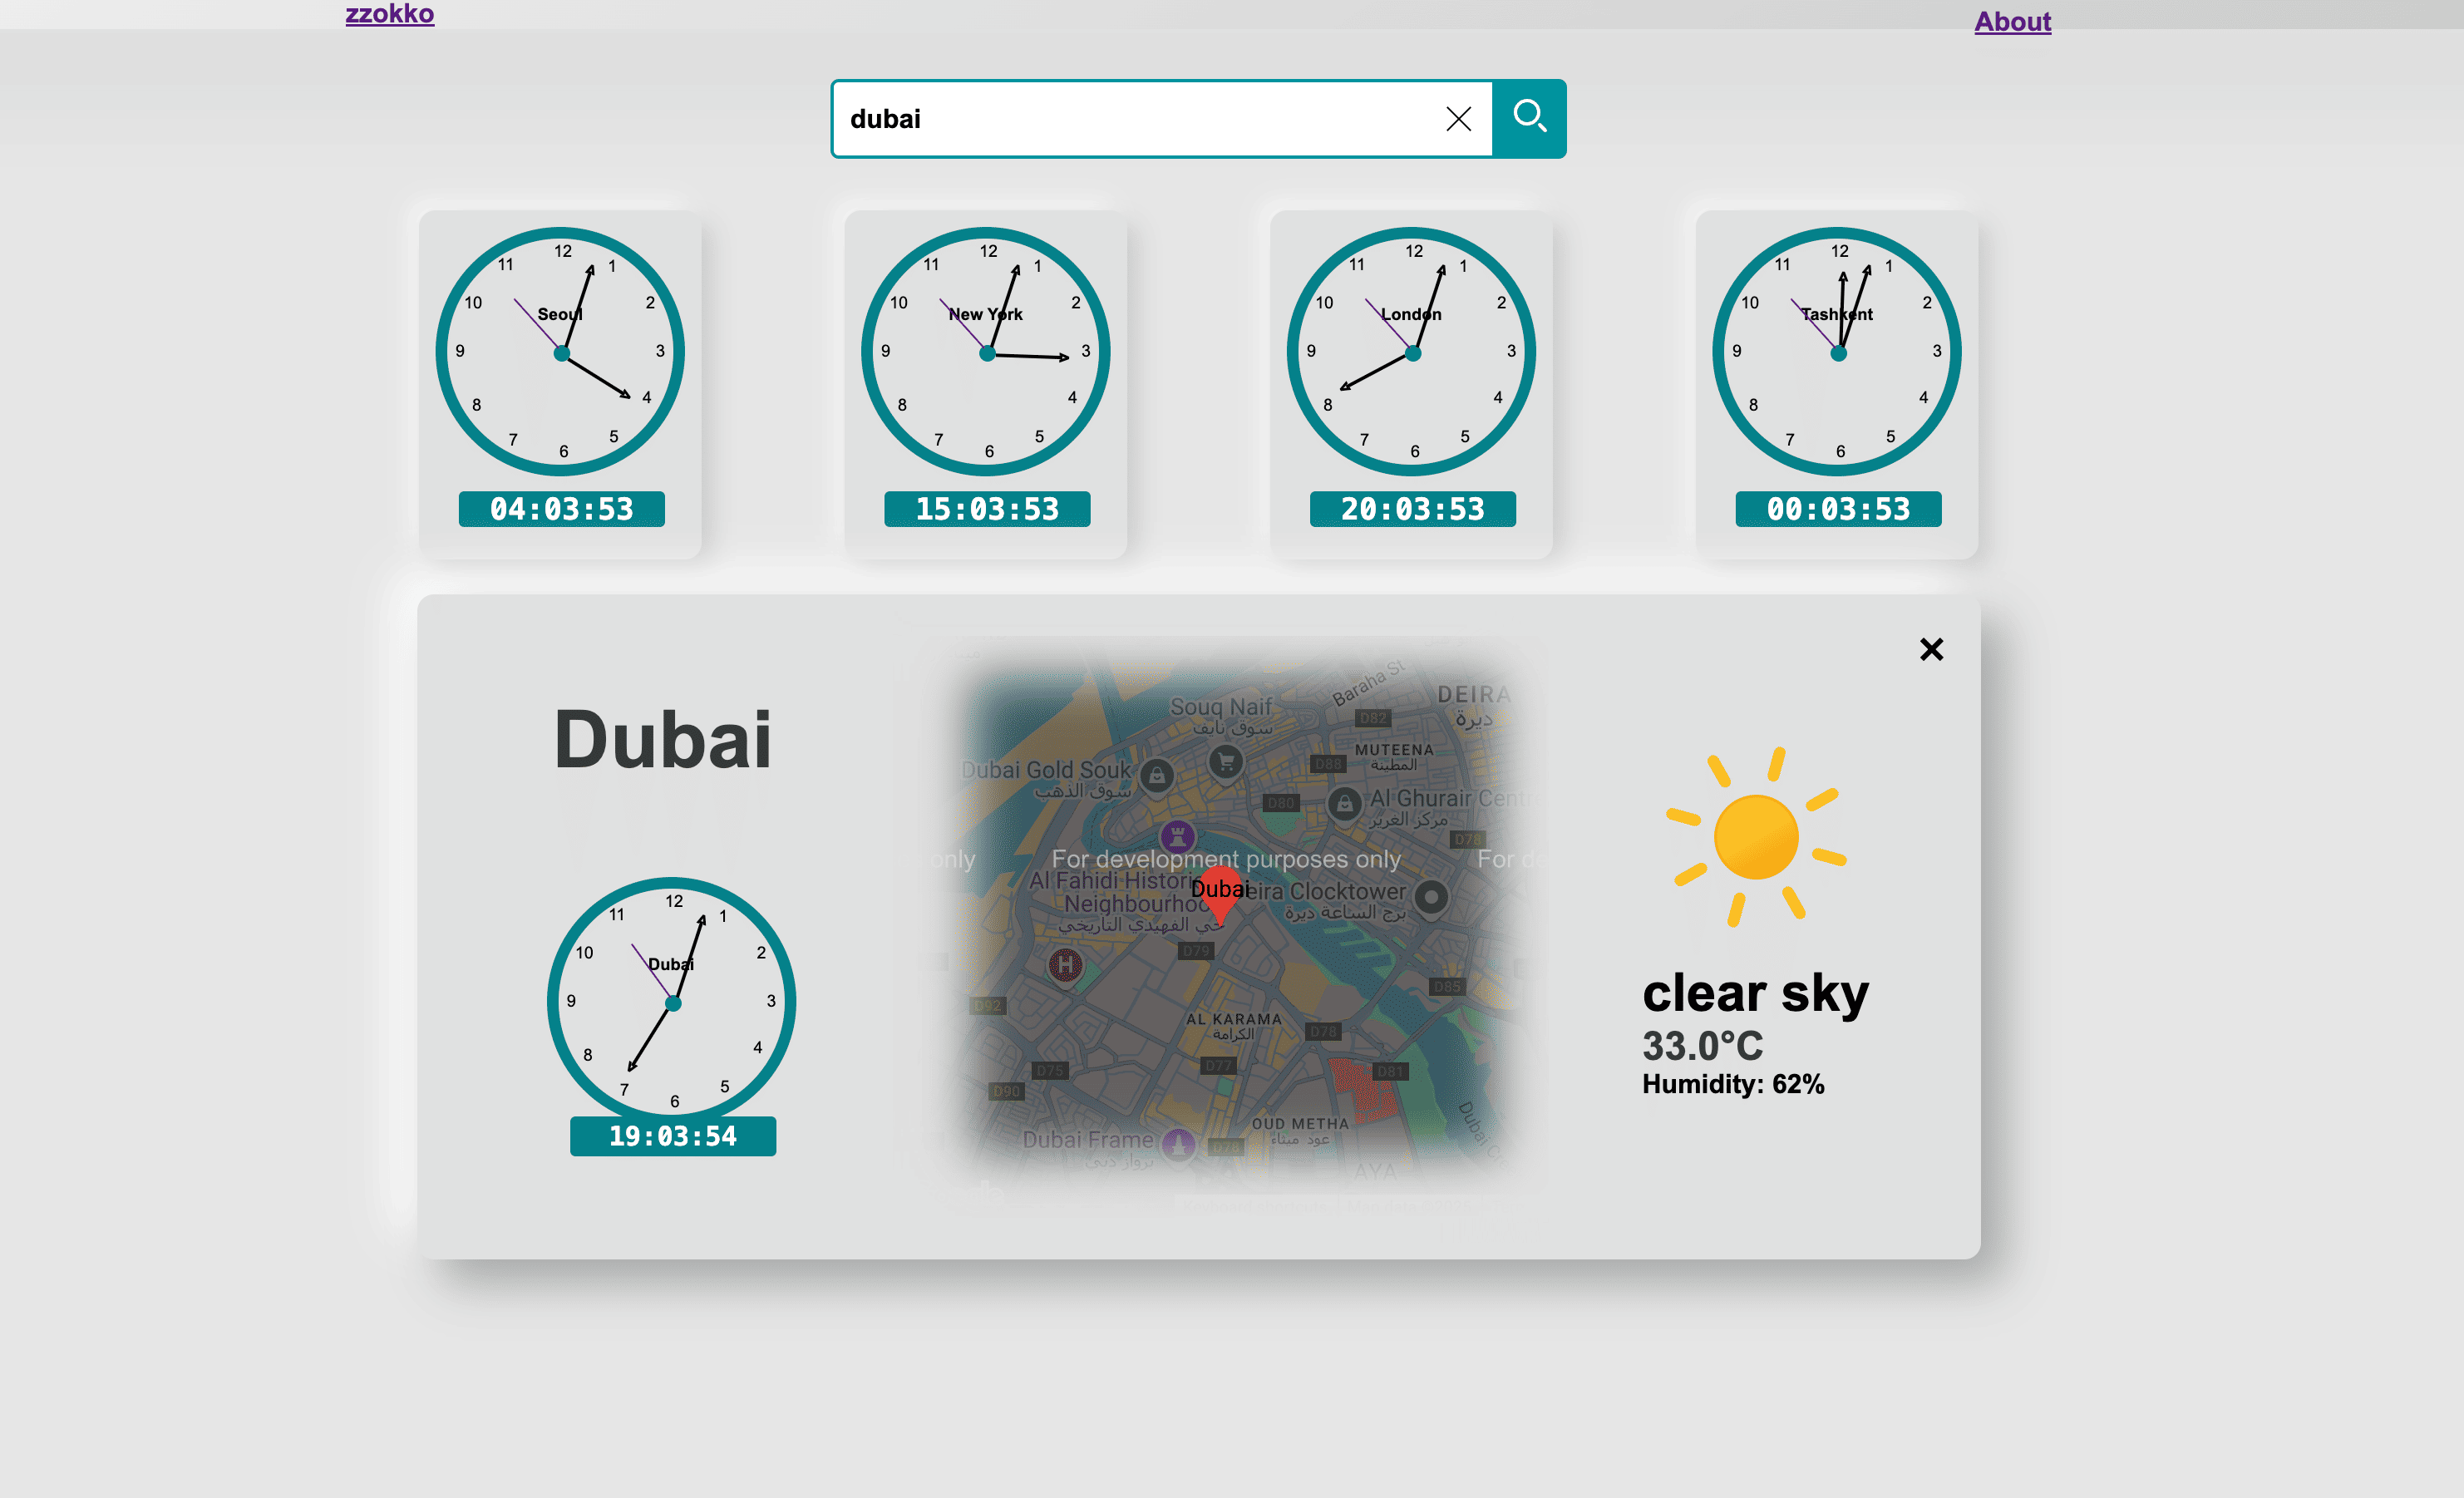 zzokko
About
dubai
12
11
1
10
2
Seoul
9
3
8
4
7
5
6
04:03:53
12
11
1
10
2
New York
9
3
8
4
7
5
6
15:03:53
12
11
1
10
2
London
9
3
8
4
7
5
6
20:03:53
12
11
1
10
2
Tashkent
9
3
8
4
7
5
6
00:03:53
Dubai
12
11
1
10
2
Dubai
9
3
8
4
7
5
6
19:03:54
Baraha St
DEIRA
ديرة
Souq Naif
سوق نايف
D82
MUTEENA
المطينة
D88
Dubai Gold Souk
سوق الذهب
D80
Al Ghurair Centr
مركز الغرير
D78
only
For development purposes only
For d
Al Fahidi Historic
Neighbourhoo
حي الفهيدي التاريخي
Dubai
eira Clocktower
برج الساعة ديرة
D79
H
D85
D92
AL KARAMA
الكرامة
D78
D77
D75
D81
D90
OUD METHA
عود ميثاء
Dubai Frame
برواز دبي
D78
AYA
clear sky
33.0°C
Humidity: 62%